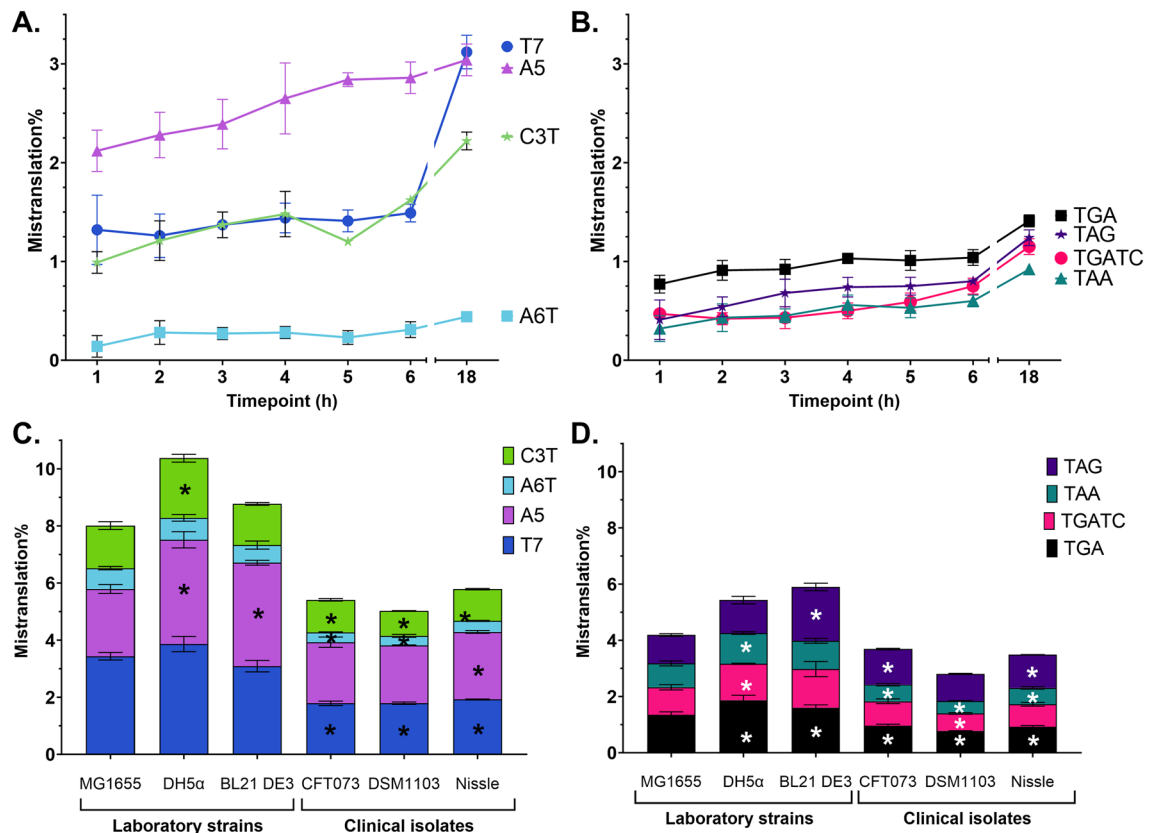 A.
Mistranslation%
3
2
1
0
1 2 3 4 5 6 18
Timepoint (h)
T7
A5
C3T
A6T
B.
Mistranslation%
3
2
1
0
1 2 3 4 5 6 18
Timepoint (h)
TGA
TAG
TGATC
TAA
C.
Mistranslation%
10
8
6
4
2
0
* * * * * * * * * * * *
C3T
A6T
A5
T7
MG1655 DH5α BL21 DE3 CFT073 DSM1103 Nissle
Laboratory strains Clinical isolates
D.
Mistranslation%
10
8
6
4
2
0
* * * * * * * * * * * * * *
TAG
TAA
TGATC
TGA
MG1655 DH5α BL21 DE3 CFT073 DSM1103 Nissle
Laboratory strains Clinical isolates